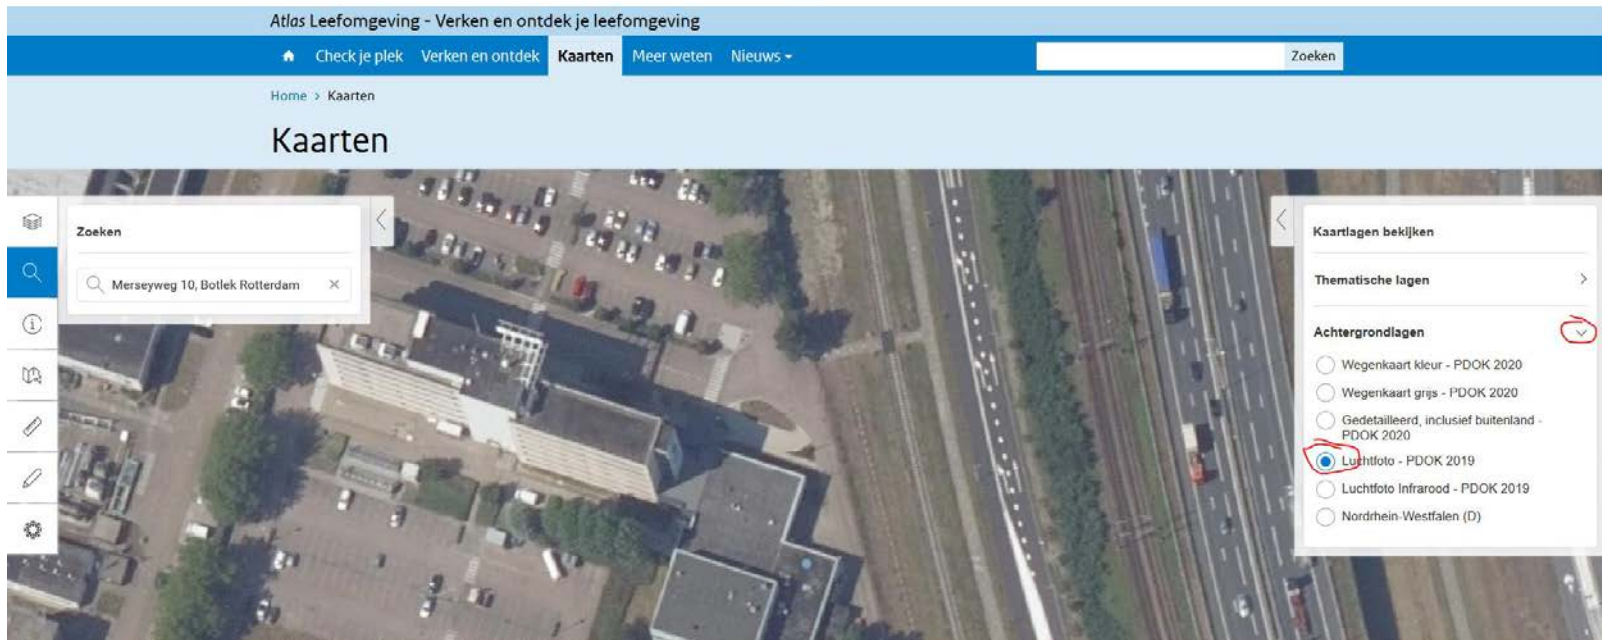 Atlas Leefomgeving - Verken en ontdek je leefomgeving
Check je plek Verken en ontdek Kaarten Meer weten Nieuws
Zoeken
Home > Kaarten
Kaarten
Zoeken
Merseyweg 10, Botlek Rotterdam
Kaartlagen bekijken
Thematische lagen
Achtergrondlagen
Wegenkaart kleur - PDOK 2020
Wegenkaart grijs - PDOK 2020
Gedetailleerd, inclusief buitenland -
PDOK 2020
Luchtfoto - PDOK 2019
Luchtfoto Infrarood - PDOK 2019
Nordrhein-Westfalen (D)